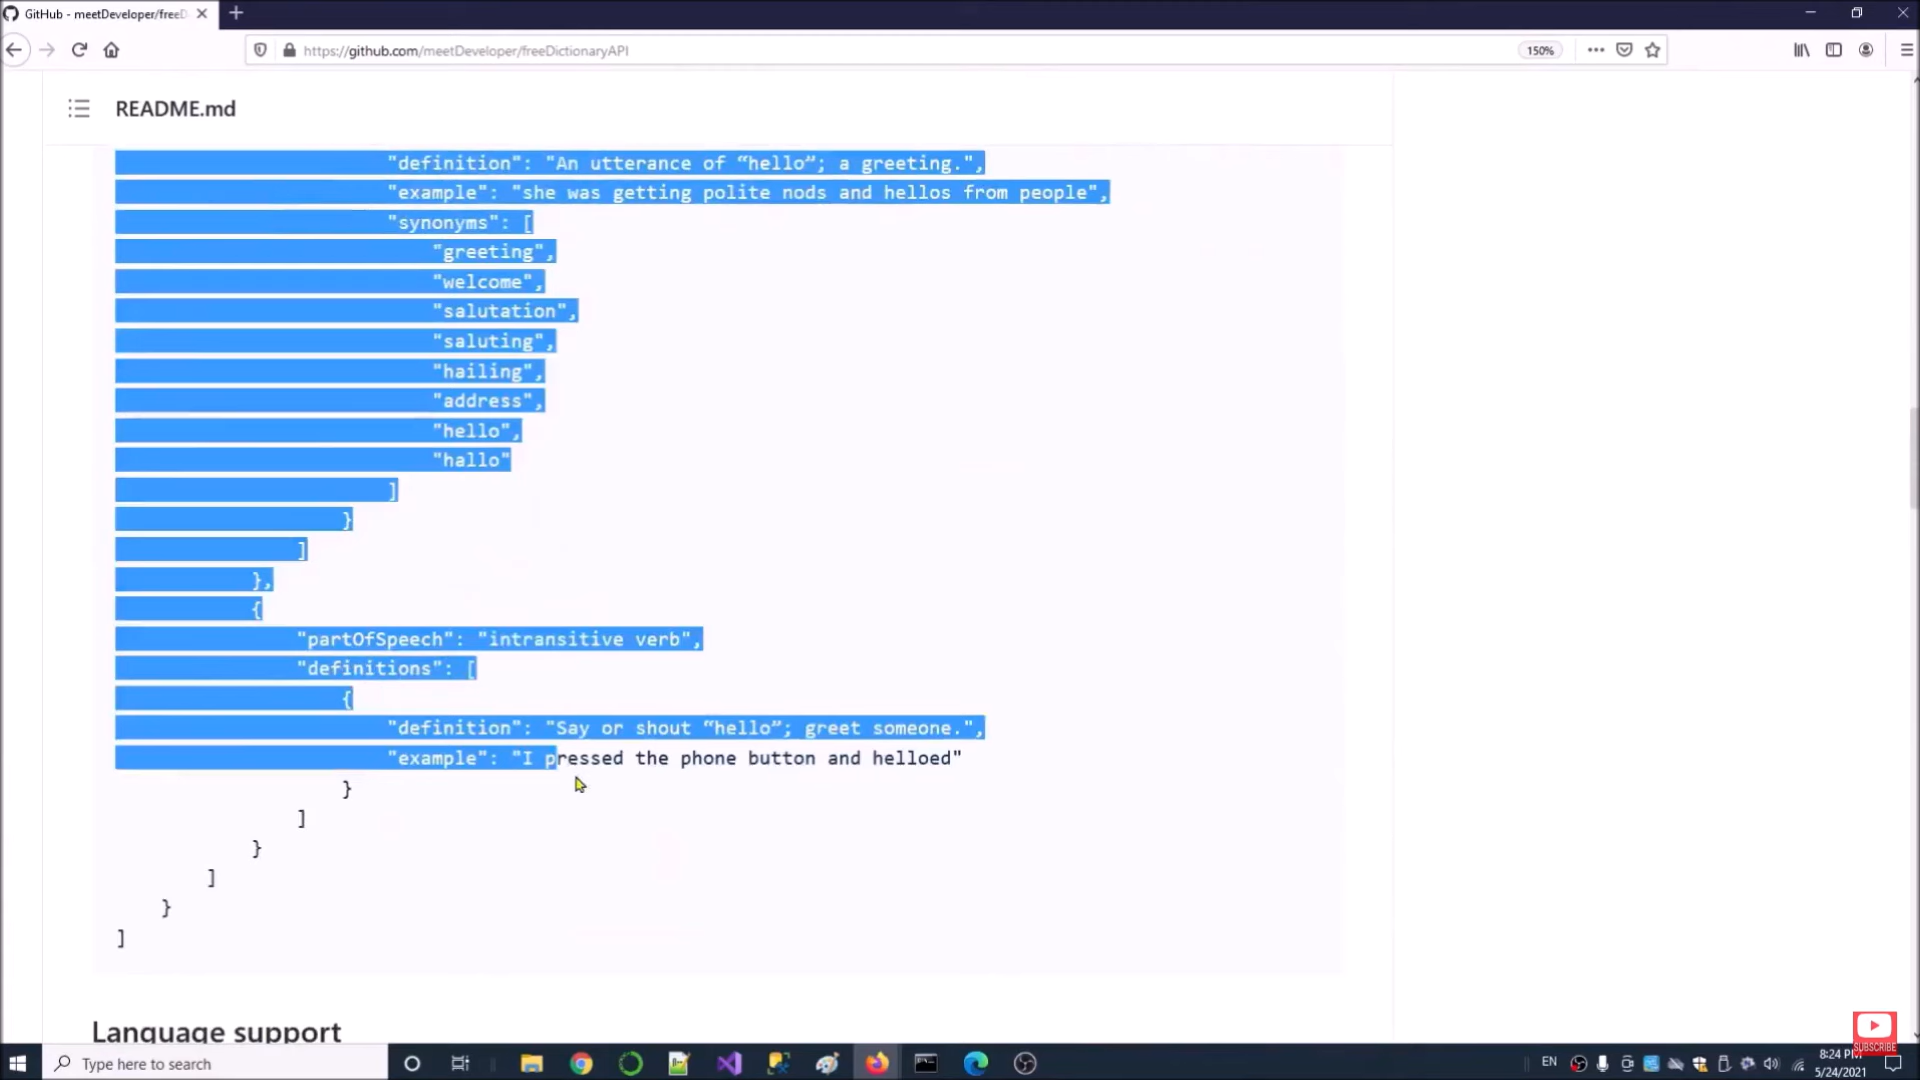 GitHub - meetDeveloper/freeD
https://github.com/meetDeveloper/freeDictionaryAPI
150%
README.md
"definition": "An utterance of “hello”; a greeting.",
"example": "she was getting polite nods and hellos from people",
"synonyms": [
"greeting",
"welcome",
"salutation",
"saluting",
"hailing",
"address",
"hello",
"hallo"
]
}
]
},
{
"partOfSpeech": "intransitive verb",
"definitions": [
{
"definition": "Say or shout “hello”; greet someone.",
"example": "I pressed the phone button and helloed"
}
]
}
]
}
]
Language support
SUBSCRIBE
Type here to search
EN
8:24 PM
5/24/2021